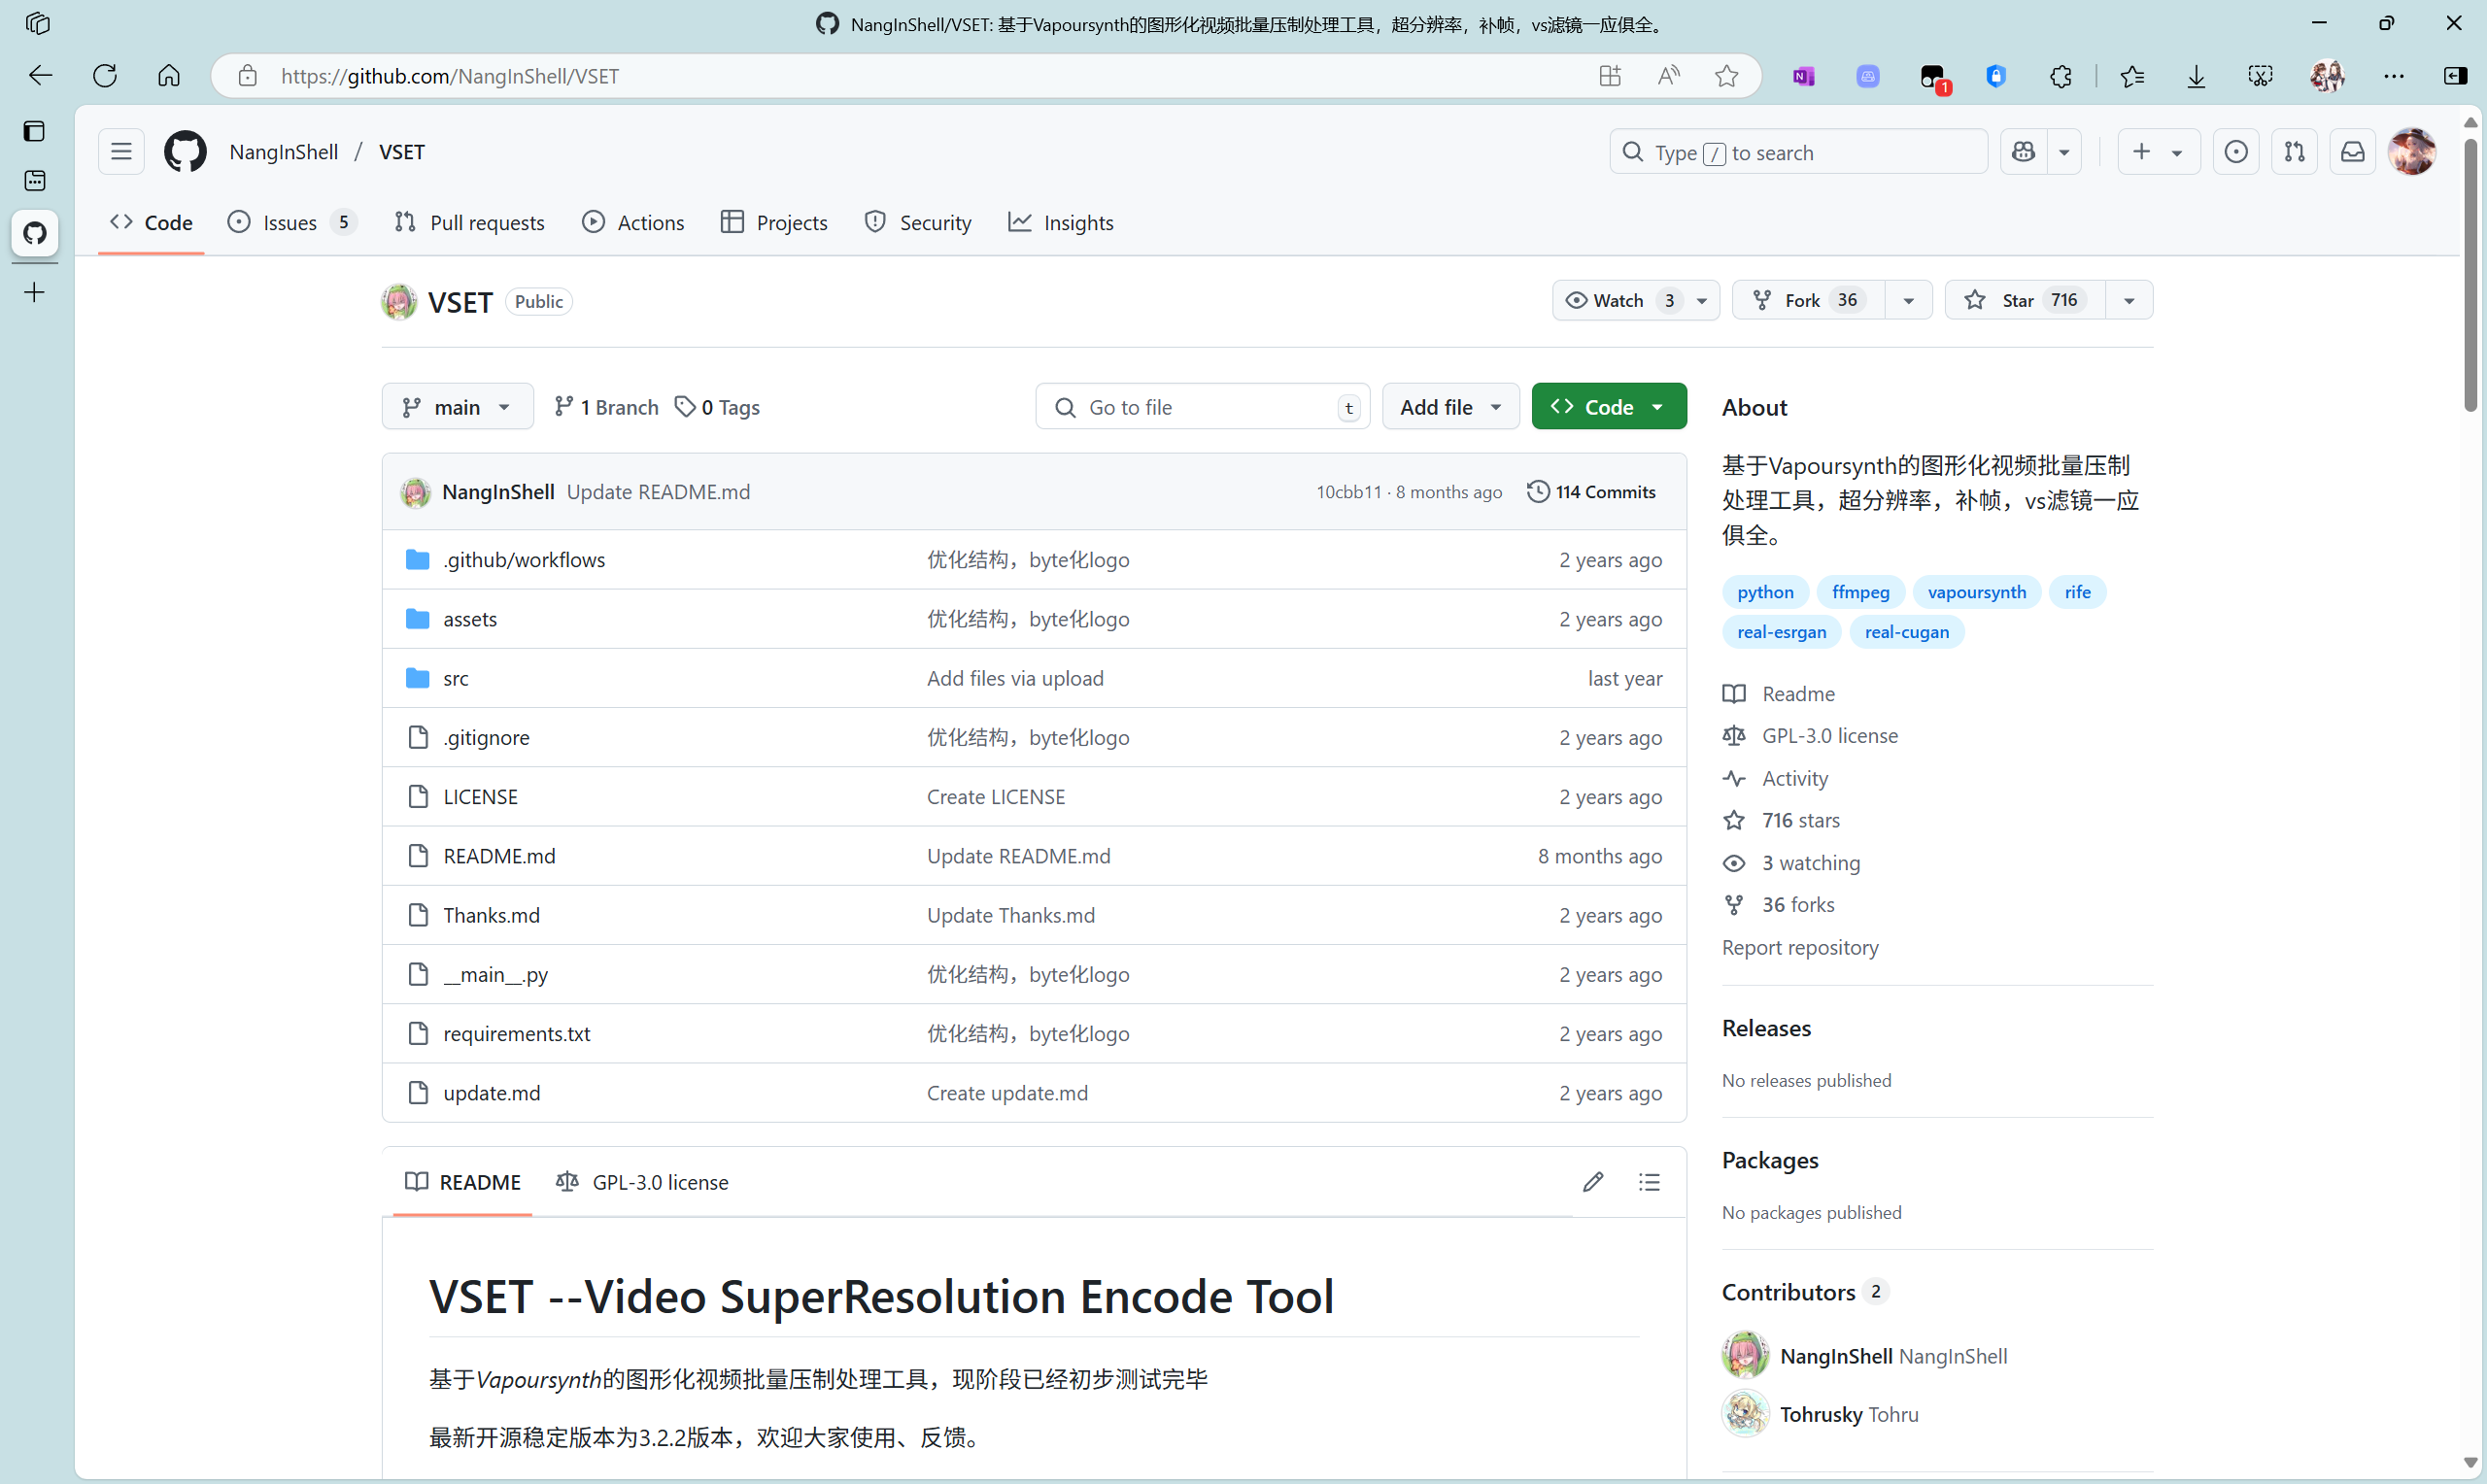 NangInShell/VSET: 基于Vapoursynth的图形化视频批量压制处理工具，超分辨率，补帧，vs滤镜一应俱全。
https://github.com/NangInShell/VSET
1
NangInShell / VSET
Type / to search
Code
Issues 5
Pull requests
Actions
Projects
Security
Insights
VSET Public
Watch 3
Fork 36
Star 716
main
1 Branch
0 Tags
Go to file t
Add file
Code
NangInShell Update README.md 10cbb11 · 8 months ago 114 Commits
.github/workflows 优化结构，byte化logo 2 years ago
assets 优化结构，byte化logo 2 years ago
src Add files via upload last year
.gitignore 优化结构，byte化logo 2 years ago
LICENSE Create LICENSE 2 years ago
README.md Update README.md 8 months ago
Thanks.md Update Thanks.md 2 years ago
__main__.py 优化结构，byte化logo 2 years ago
requirements.txt 优化结构，byte化logo 2 years ago
update.md Create update.md 2 years ago
README
GPL-3.0 license
VSET --Video SuperResolution Encode Tool
基于Vapoursynth的图形化视频批量压制处理工具，现阶段已经初步测试完毕
最新开源稳定版本为3.2.2版本，欢迎大家使用、反馈。
About
基于Vapoursynth的图形化视频批量压制
处理工具，超分辨率，补帧，vs滤镜一应
俱全。
python ffmpeg vapoursynth rife
real-esrgan real-cugan
Readme
GPL-3.0 license
Activity
716 stars
3 watching
36 forks
Report repository
Releases
No releases published
Packages
No packages published
Contributors 2
NangInShell NangInShell
Tohrusky Tohru